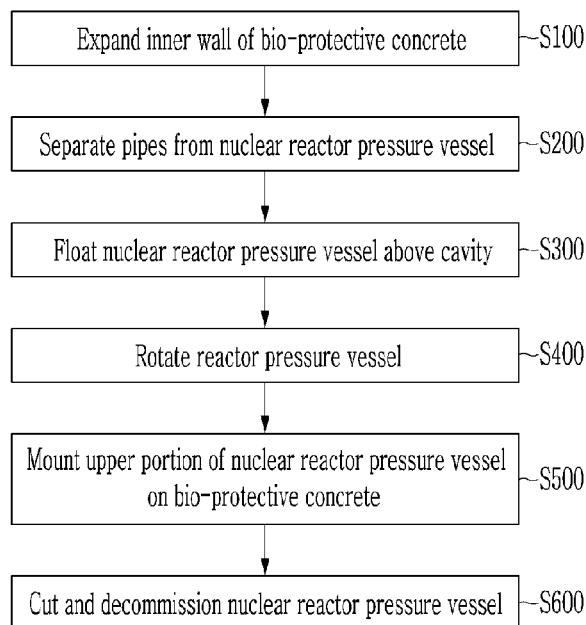 Expand inner wall of bio-protective concrete
S100
Separate pipes from nuclear reactor pressure vessel
S200
Float nuclear reactor pressure vessel above cavity
S300
Rotate reactor pressure vessel
S400
Mount upper portion of nuclear reactor pressure vessel
on bio-protective concrete
S500
Cut and decommission nuclear reactor pressure vessel
S600